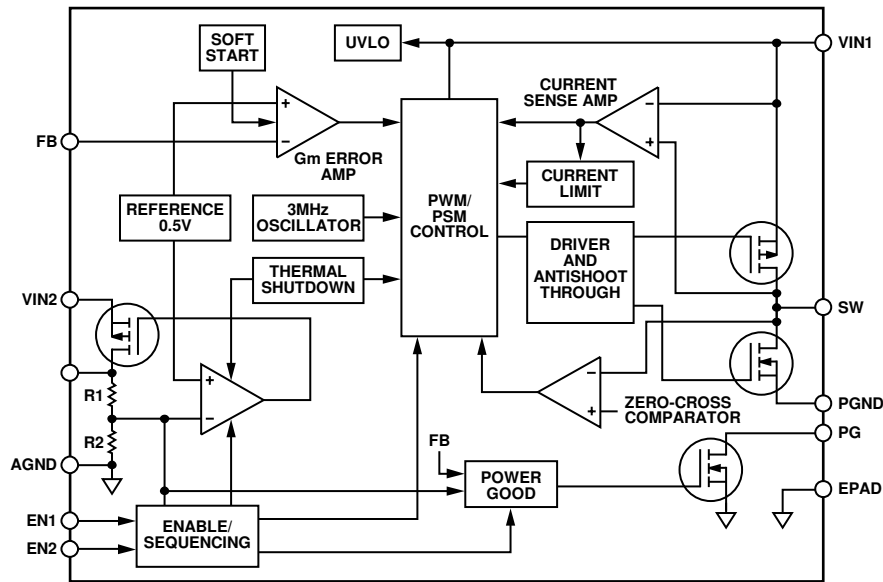 SOFT
START
UVLO
VIN1
CURRENT
SENSE AMP
+
−
−
+
FB
Gm ERROR
AMP
CURRENT
LIMIT
REFERENCE
0.5V
3MHz
OSCILLATOR
PWM/
PSM
CONTROL
DRIVER
AND
ANTISHOOT
THROUGH
THERMAL
SHUTDOWN
VIN2
SW
+
−
R1
R2
−
+
ZERO-CROSS
COMPARATOR
PGND
PG
FB
AGND
POWER
GOOD
EPAD
EN1
EN2
ENABLE/
SEQUENCING